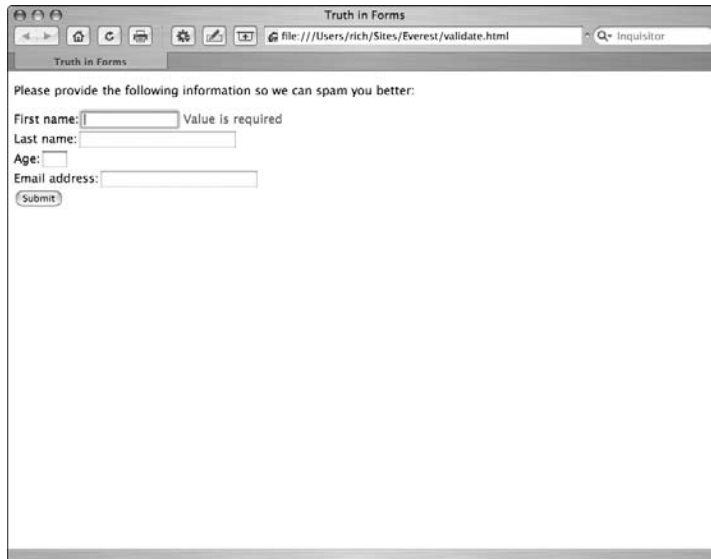 Truth in Forms
file:///Users/rich/Sites/Everest/validate.html
Inquisitor
Truth in Forms
Please provide the following information so we can spam you better:
First name: Value is required
Last name:
Age:
Email address:
Submit